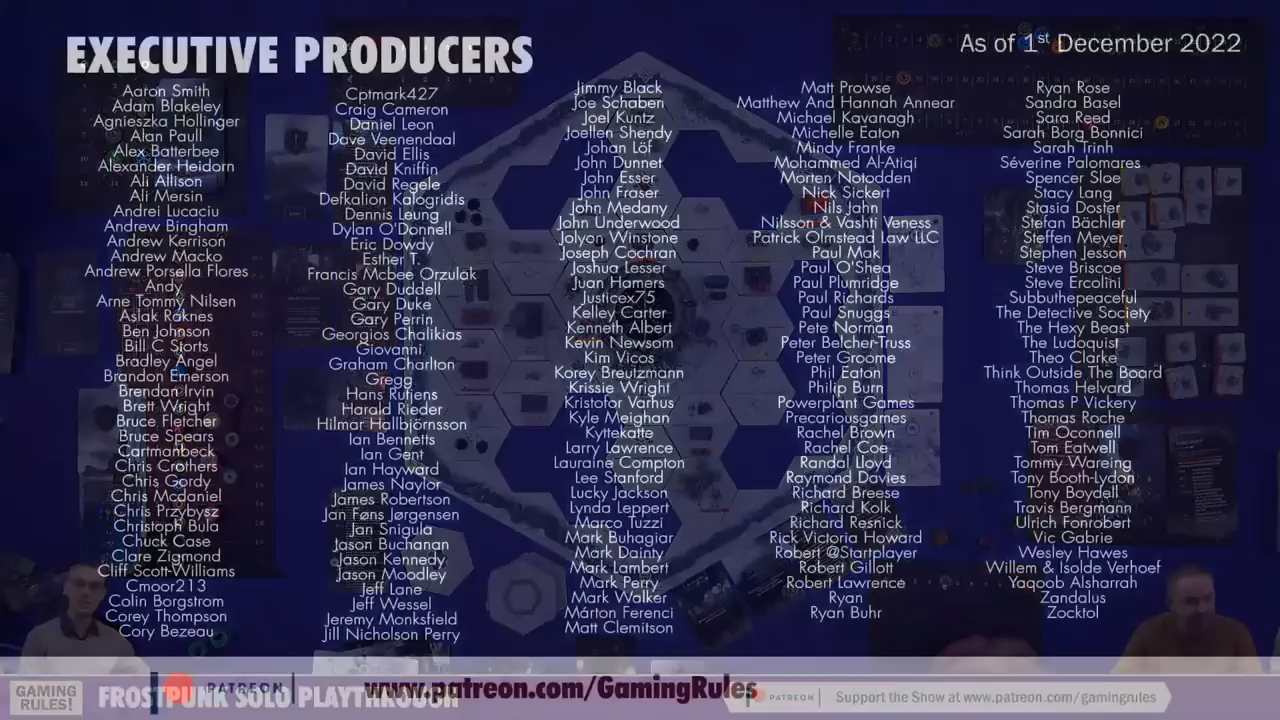 EXECUTIVE PRODUCERS
As of 1st December 2022
Aaron Smith
Adam Blakeley
Agnieszka Hollinger
Alan Paull
Alex Batterbee
Alexander Heidorn
Ali Allison
Ali Mersin
Andrei Lucaciu
Andrew Bingham
Andrew Kerrison
Andrew Macko
Andrew Porsella Flores
Andy
Arne Tommy Nilsen
Aslak Raknes
Ben Johnson
Bill C Storts
Bradley Angel
Brandon Emerson
Brendan Irvin
Brett Wright
Bruce Fletcher
Bruce Spears
Cartmanbeck
Chris Crothers
Chris Gordy
Chris Mcdaniel
Chris Przybysz
Christoph Bula
Chuck Case
Clare Zigmond
Cliff Scott-Williams
Cmoor213
Colin Borgstrom
Corey Thompson
Cory Bezeau
Cptmark427
Craig Cameron
Daniel Leon
Dave Veenendaal
David Ellis
David Kniffin
David Regele
Defkalion Kalogridis
Dennis Leung
Dylan O'Donnell
Eric Dowdy
Esther T.
Francis Mcbee Orzulak
Gary Duddell
Gary Duke
Gary Perrin
Georgios Chalikias
Giovanni
Graham Charlton
Gregg
Hans Rutjens
Harald Rieder
Hilmar Hallbjörnsson
Ian Bennetts
Ian Gent
Ian Hayward
James Naylor
James Robertson
Jan Føns Jørgensen
Jan Snigula
Jason Buchanan
Jason Kennedy
Jason Moodley
Jeff Lane
Jeff Wessel
Jeremy Monksfield
Jill Nicholson Perry
Jimmy Black
Joe Schaben
Joel Kuntz
Joellen Shendy
Johan Löf
John Dunnet
John Esser
John Fraser
John Medany
John Underwood
Jolyon Winstone
Joseph Cochran
Joshua Lesser
Juan Hamers
Justicex75
Kelley Carter
Kenneth Albert
Kevin Newsom
Kim Vicos
Korey Breutzmann
Krissie Wright
Kristofor Varhus
Kyle Meighan
Kyttekatte
Larry Lawrence
Lauraine Compton
Lee Stanford
Lucky Jackson
Lynda Leppert
Marco Tuzzi
Mark Buhagiar
Mark Dainty
Mark Lambert
Mark Perry
Mark Walker
Márton Ferenci
Matt Clemitson
Matt Prowse
Matthew And Hannah Annear
Michael Kavanagh
Michelle Eaton
Mindy Franke
Mohammed Al-Atiqi
Morten Notodden
Nick Sickert
Nils Jahn
Nilsson & Vashti Veness
Patrick Olmstead Law LLC
Paul Mak
Paul O'Shea
Paul Plumridge
Paul Richards
Paul Snuggs
Pete Norman
Peter Belcher-Truss
Peter Groome
Phil Eaton
Philip Burn
Powerplant Games
Precariousgames
Rachel Brown
Rachel Coe
Randal Lloyd
Raymond Davies
Richard Breese
Richard Kolk
Richard Resnick
Rick Victoria Howard
Robert @Startplayer
Robert Gillott
Robert Lawrence
Ryan
Ryan Buhr
Ryan Rose
Sandra Basel
Sara Reed
Sarah Borg Bonnici
Sarah Trinh
Séverine Palomares
Spencer Sloe
Stacy Lang
Stasia Doster
Stefan Bächler
Steffen Meyer
Stephen Jesson
Steve Briscoe
Steve Ercolini
Subbuthepeaceful
The Detective Society
The Hexy Beast
The Ludoquist
Theo Clarke
Think Outside The Board
Thomas Helvard
Thomas P Vickery
Thomas Roche
Tim Oconnell
Tom Eatwell
Tommy Wareing
Tony Booth-Lydon
Tony Boydell
Travis Bergmann
Ulrich Fonrobert
Vic Gabrie
Wesley Hawes
Willem & Isolde Verhoef
Yaqoob Alsharrah
Zandalus
Zocktol
GAMING RULES!
FROSTPUNK SOLO PLAYTHROUGH
PATREON
www.patreon.com/GamingRules
PATREON
Support the Show at www.patreon.com/gamingrules